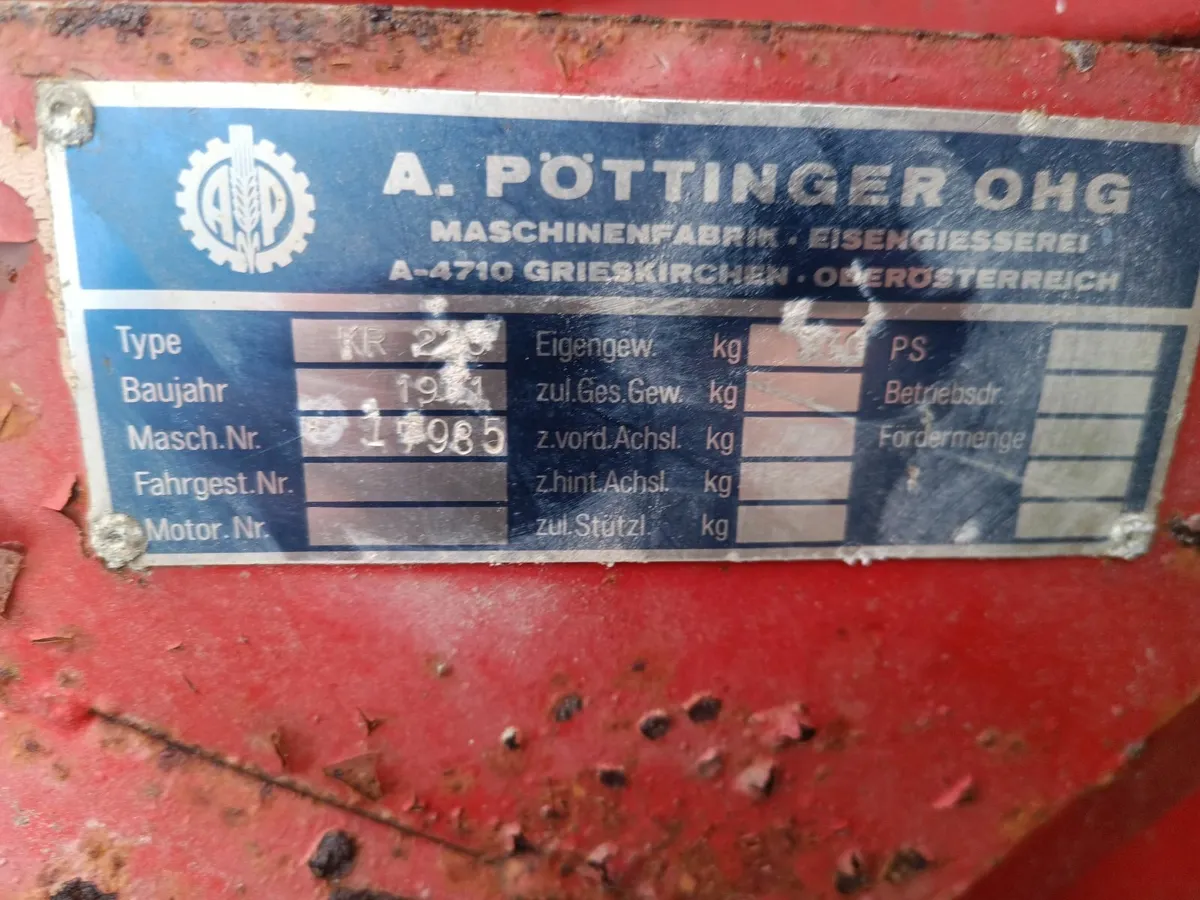 AP
A. PÖTTINGER OHG
MASCHINENFABRIK · EISENGIESSEREI
A-4710 GRIESKIRCHEN · OBERÖSTERREICH
Type KR Eigengew. kg PS
Baujahr zul.Ges.Gew. kg Betriebsdr.
Masch.Nr. z.vord.Achsl. kg Fördermenge
Fahrgest.Nr. z.hint.Achsl. kg
Motor.Nr. zul.Stützl. kg